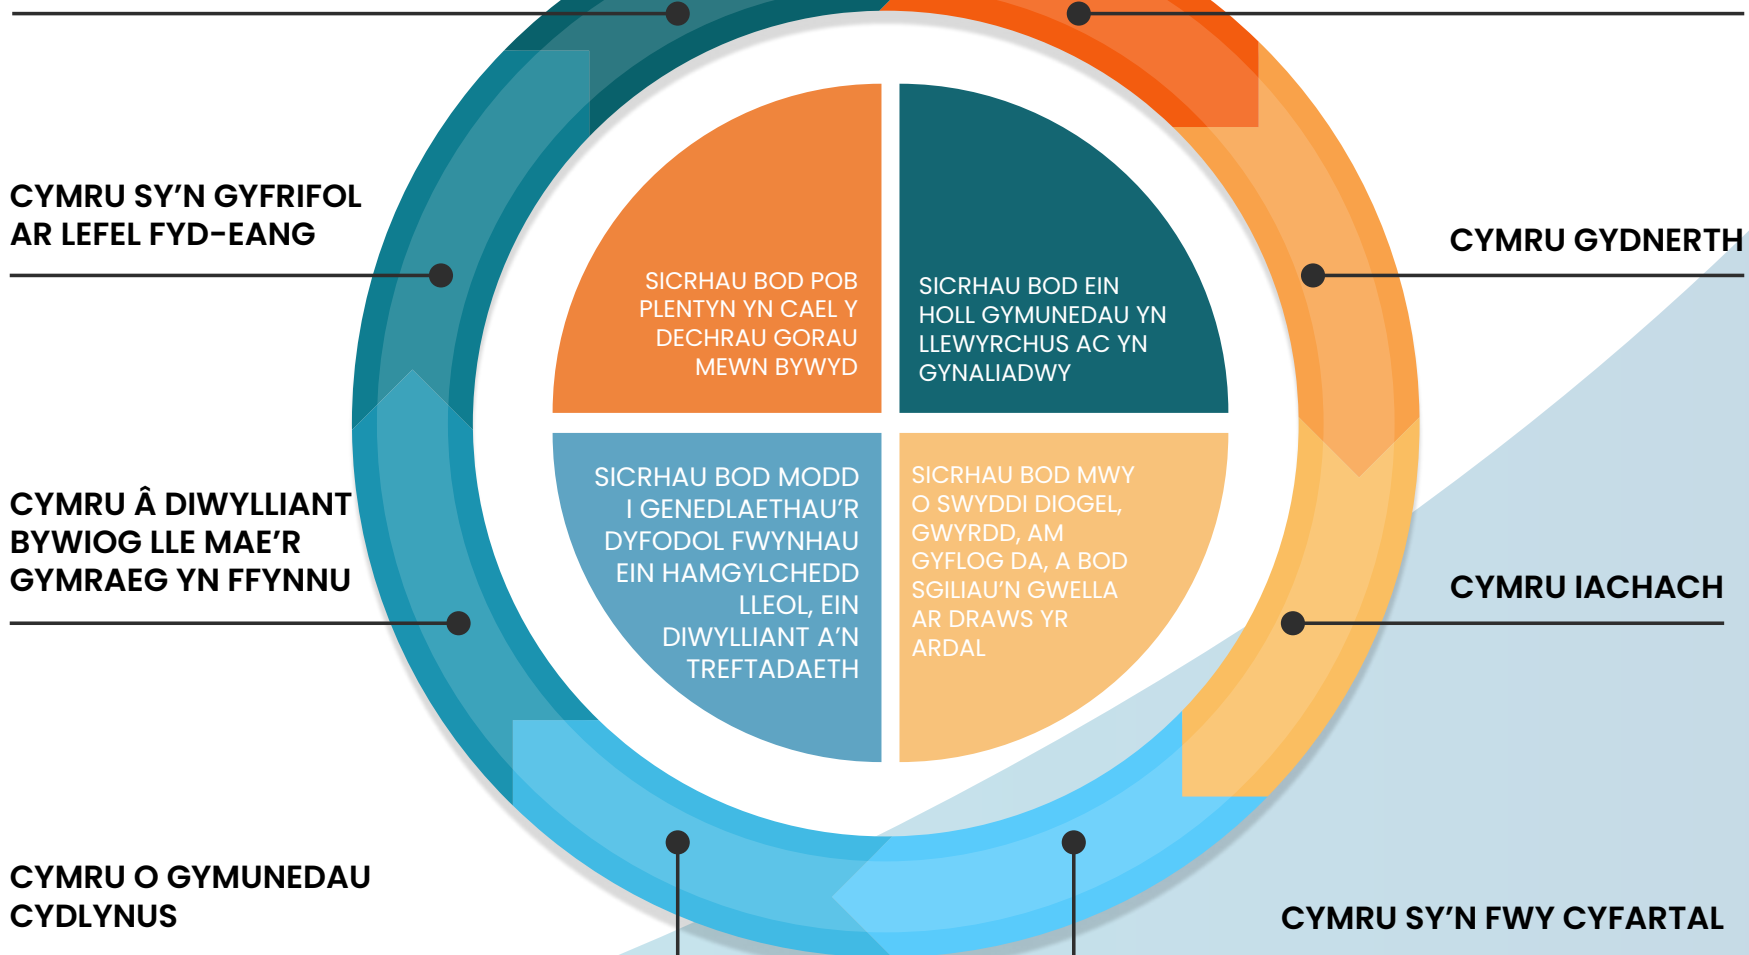 CYMRU SY’N GYFRIFOL
AR LEFEL FYD-EANG
CYMRU GYDNERTH
SICRHAU BOD POB
PLENTYN YN CAEL Y
DECHRAU GORAU
MEWN BYWYD
SICRHAU BOD EIN
HOLL GYMUNEDAU YN
LLEWYRCHUS AC YN
GYNALIADWY
SICRHAU BOD MODD
I GENEDLAETHAU’R
DYFODOL FWYNHAU
EIN HAMGYLCHEDD
LLEOL, EIN
DIWYLLIANT A’N
TREFTADAETH
SICRHAU BOD MWY
O SWYDDI DIOGEL,
GWYRDD, AM
GYFLOG DA, A BOD
SGILIAU’N GWELLA
AR DRAWS YR
ARDAL
CYMRU Â DIWYLLIANT
BYWIOG LLE MAE’R
GYMRAEG YN FFYNNU
CYMRU IACHACH
CYMRU O GYMUNEDAU
CYDLYNUS
CYMRU SY’N FWY CYFARTAL